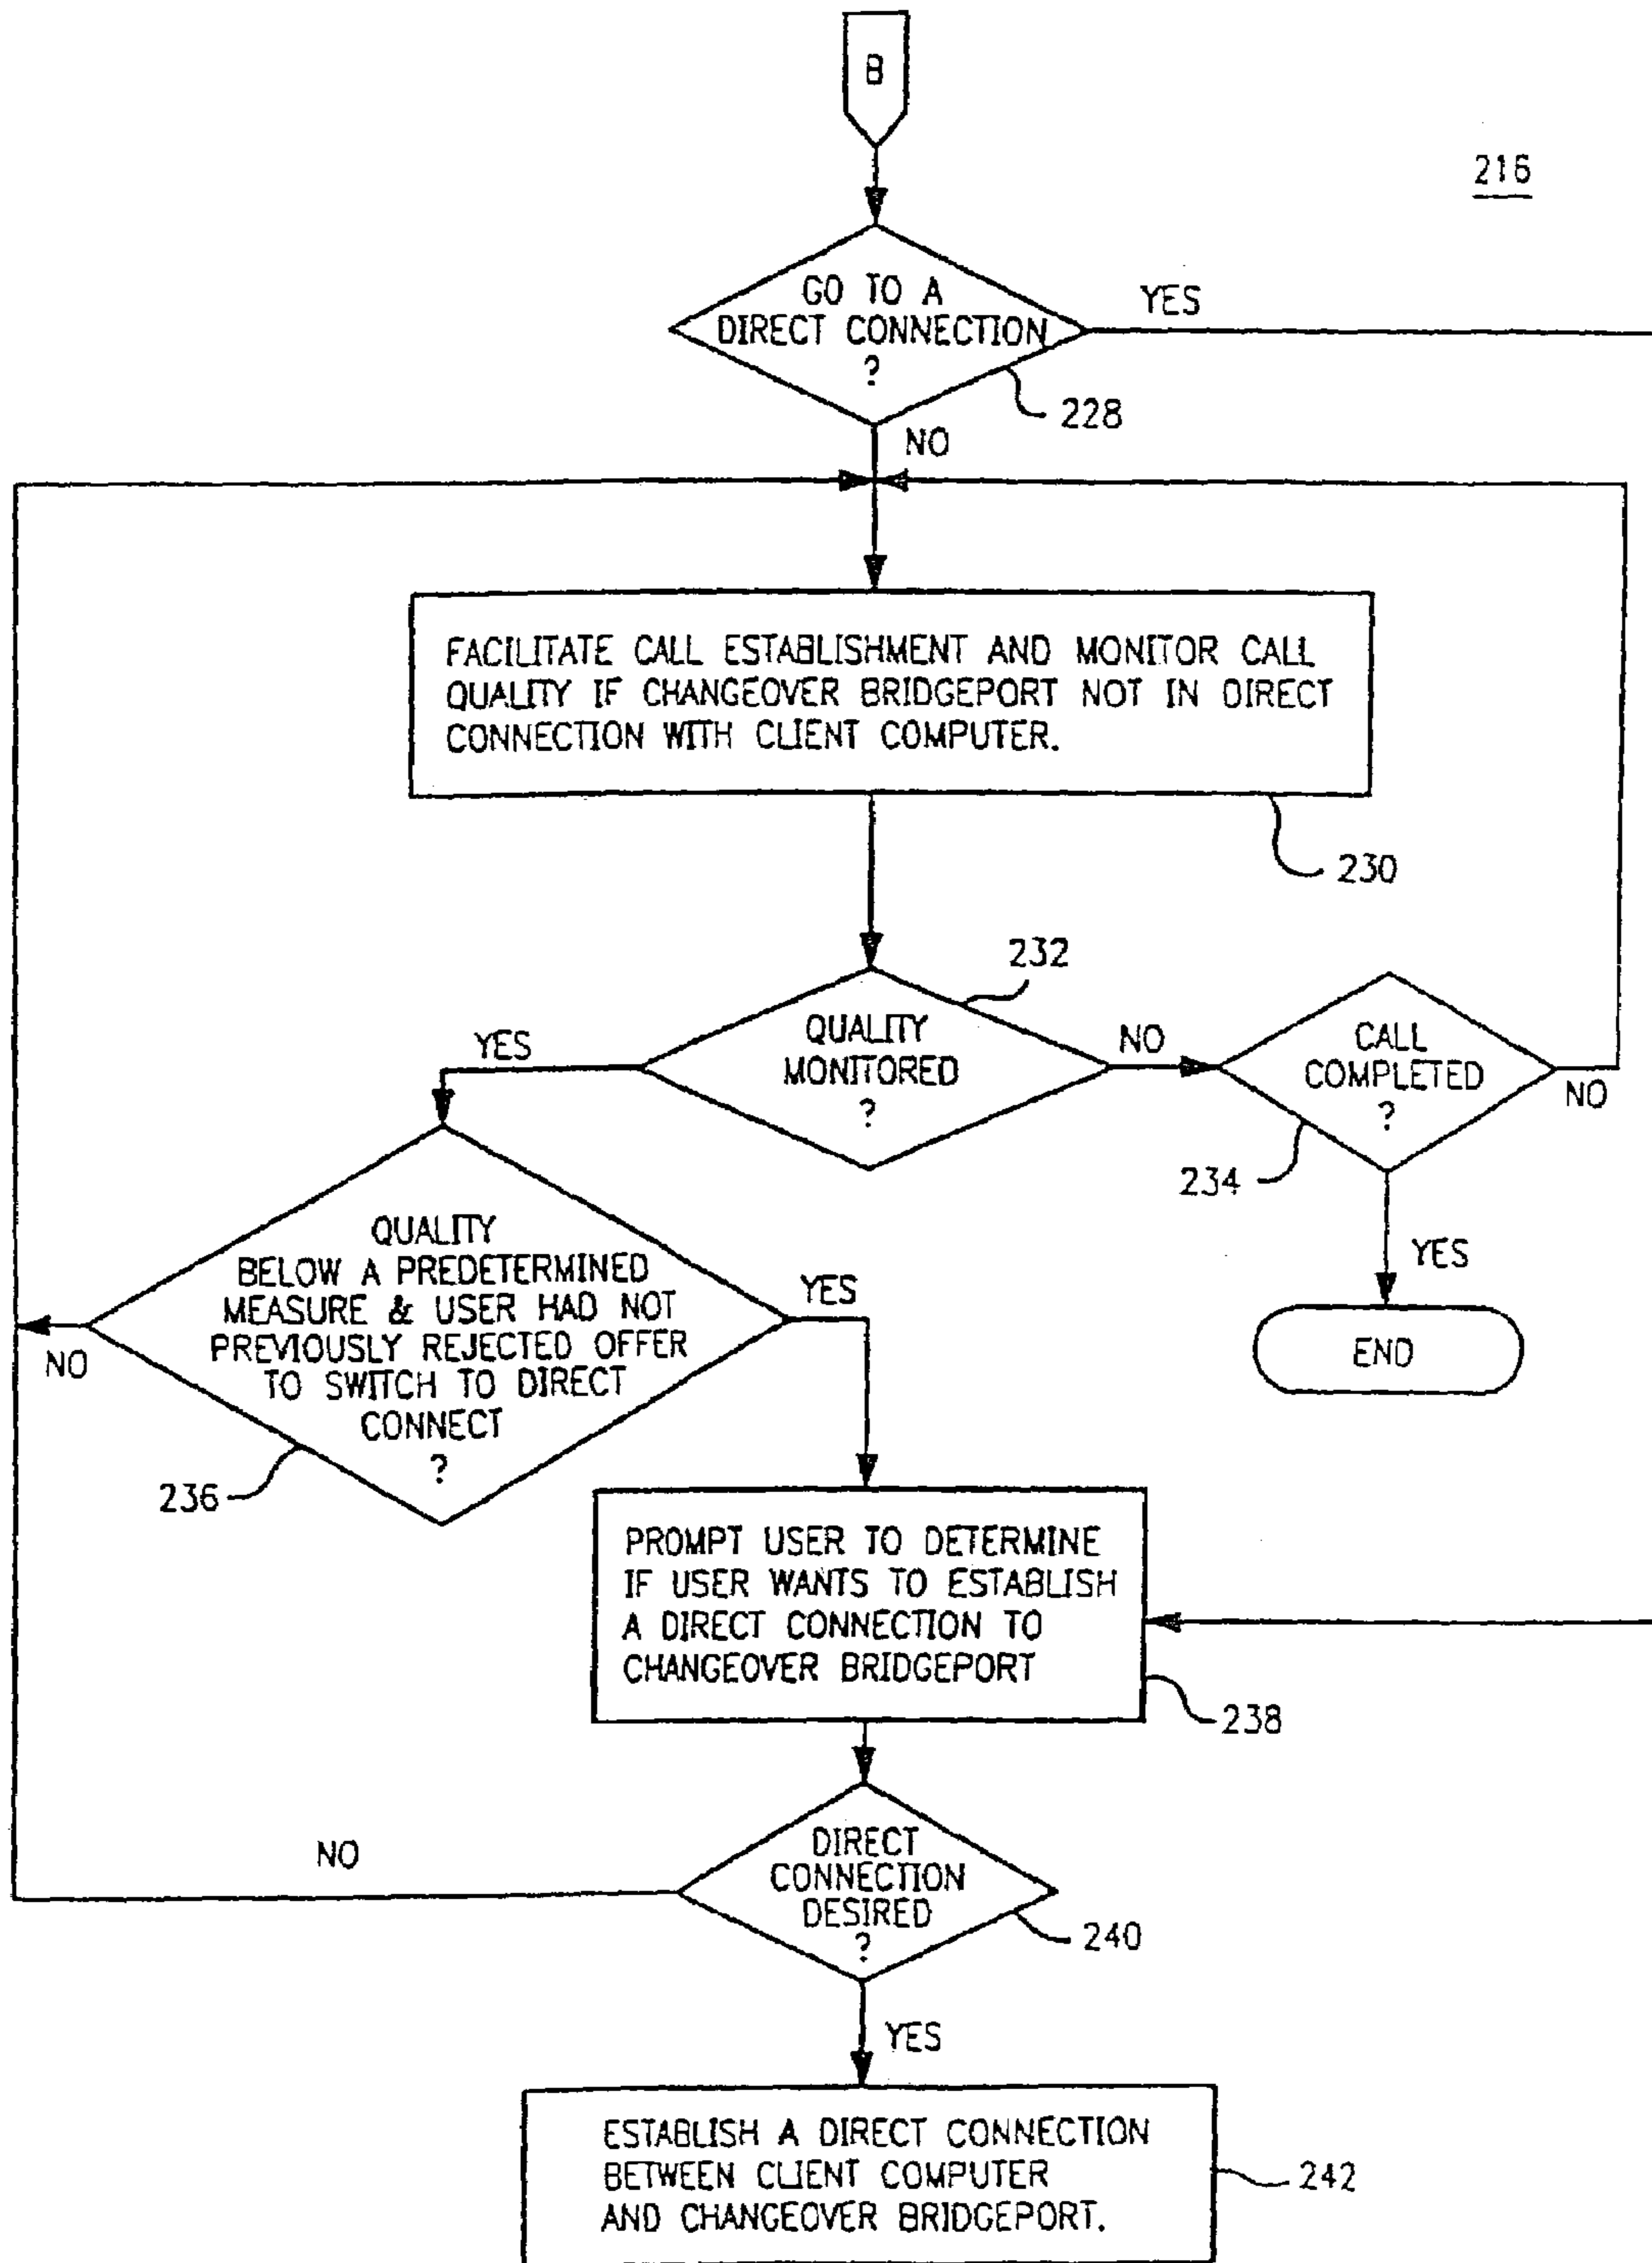 B
216
GO TO A
DIRECT CONNECTION
?
YES
228
NO
FACILITATE CALL ESTABLISHMENT AND MONITOR CALL
QUALITY IF CHANGEOVER BRIDGEPORT NOT IN DIRECT
CONNECTION WITH CLIENT COMPUTER.
230
232
QUALITY
MONITORED
?
YES
NO
CALL
COMPLETED
?
NO
234
YES
END
QUALITY
BELOW A PREDETERMINED
MEASURE & USER HAD NOT
PREVIOUSLY REJECTED OFFER
TO SWITCH TO DIRECT
CONNECT
?
YES
NO
236
PROMPT USER TO DETERMINE
IF USER WANTS TO ESTABLISH
A DIRECT CONNECTION TO
CHANGEOVER BRIDGEPORT
238
DIRECT
CONNECTION
DESIRED
?
NO
240
YES
ESTABLISH A DIRECT CONNECTION
BETWEEN CLIENT COMPUTER
AND CHANGEOVER BRIDGEPORT.
242